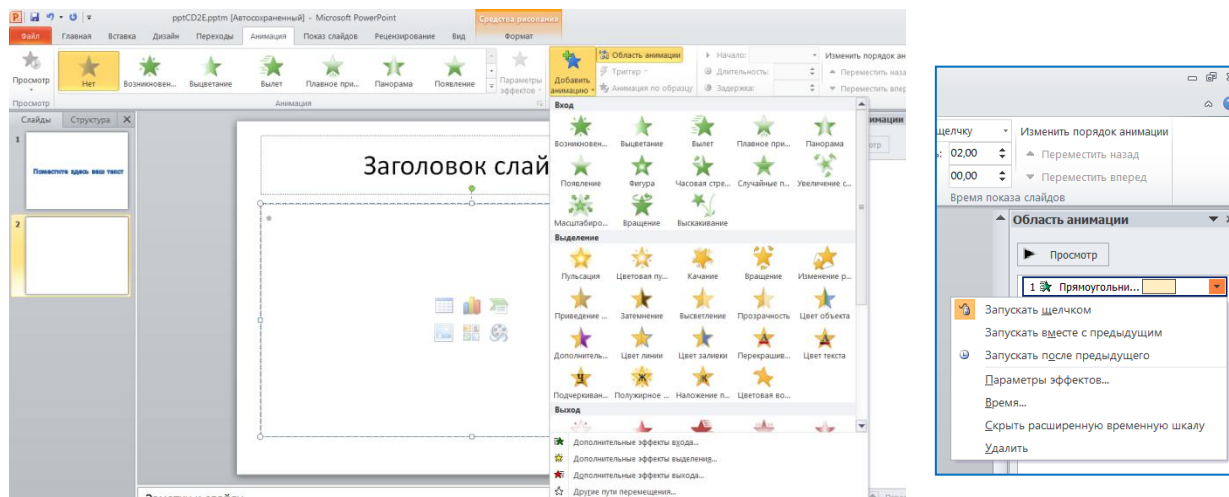 pptCD2E.pptm [Автосохраненный] - Microsoft PowerPoint
Средства рисования
Файл Главная Вставка Дизайн Переходы Анимация Показ слайдов Рецензирование Вид Формат
Просмотр
Нет Возникновен... Выцветание Вылет Плавное при... Панорама Появление
Параметры эффектов
Добавить анимацию
Область анимации
Триггер
Анимация по образцу
Начало:
Длительность:
Задержка:
Изменить порядок ан
Переместить наза
Переместить впер
Просмотр
Анимация
Слайды Структура
1
Поместите здесь ваш текст
2
Заголовок слай
Вход
Возникновен... Выцветание Вылет Плавное при... Панорама
Появление Фигура Часовая стре... Случайные п... Увеличение с...
Масштабиро... Вращение Выскакивание
Выделение
Пульсация Цветовая пу... Качание Вращение Изменение р...
Приведение ... Затемнение Высветление Прозрачность Цвет объекта
Дополнитель... Цвет линии Цвет заливки Перекрашив... Цвет текста
Подчеркиван... Полужирное ... Наложение п... Цветовая во...
Выход
Дополнительные эффекты входа...
Дополнительные эффекты выделения...
Дополнительные эффекты выхода...
Другие пути перемещения...
нимации
отр
щелчку
Изменить порядок анимации
02,00
Переместить назад
00,00
Переместить вперед
Время показа слайдов
Область анимации
Просмотр
1 Прямоугольни...
Запускать щелчком
Запускать вместе с предыдущим
Запускать после предыдущего
Параметры эффектов...
Время...
Скрыть расширенную временную шкалу
Удалить